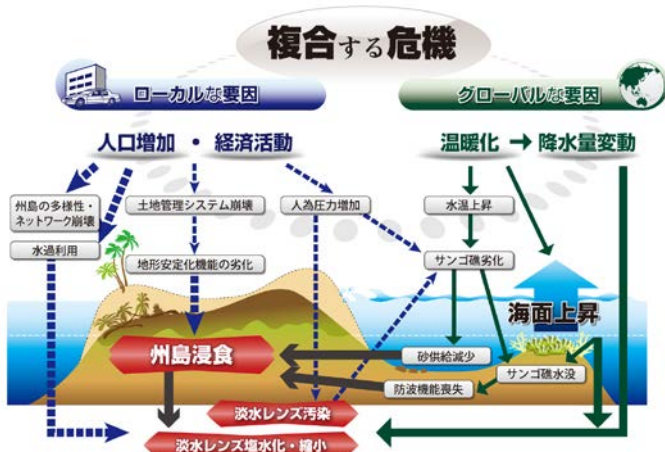 複合する危機
ローカルな要因
グローバルな要因
人口増加 ・ 経済活動
温暖化 → 降水量変動
州島の多様性・
ネットワーク崩壊
土地管理システム崩壊
人為圧力増加
水温上昇
水過利用
地形安定化機能の劣化
サンゴ礁劣化
海面上昇
州島浸食
砂供給減少
サンゴ礁水没
防波機能喪失
淡水レンズ汚染
淡水レンズ塩水化・縮小